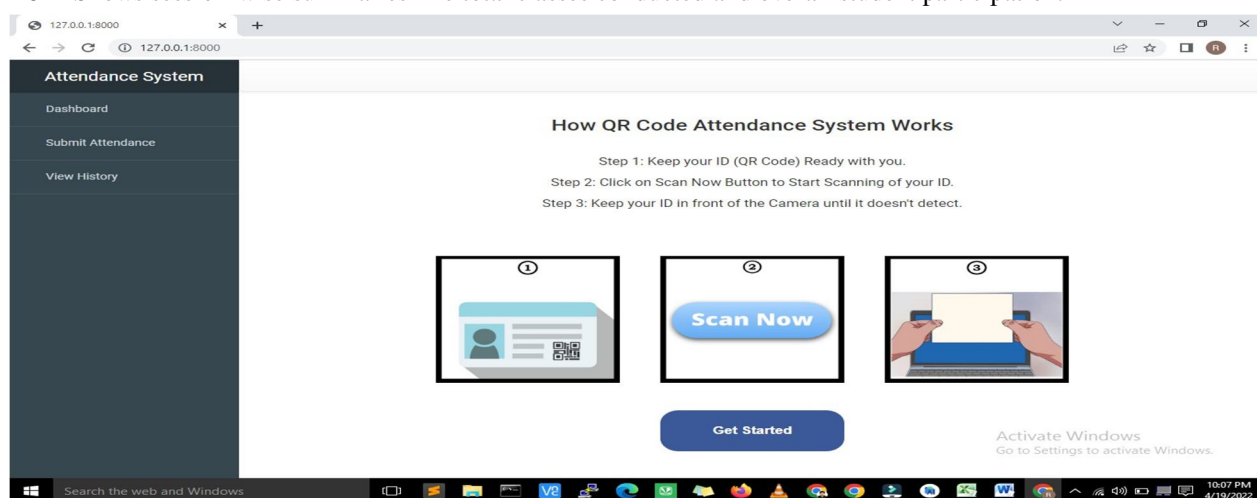 127.0.0.1:8000
127.0.0.1:8000
R
Attendance System
Dashboard
Submit Attendance
View History
How QR Code Attendance System Works
Step 1: Keep your ID (QR Code) Ready with you.
Step 2: Click on Scan Now Button to Start Scanning of your ID.
Step 3: Keep your ID in front of the Camera until it doesn't detect.
1
2
3
Scan Now
Get Started
Activate Windows
Go to Settings to activate Windows.
Search the web and Windows
10:07 PM
4/19/2022